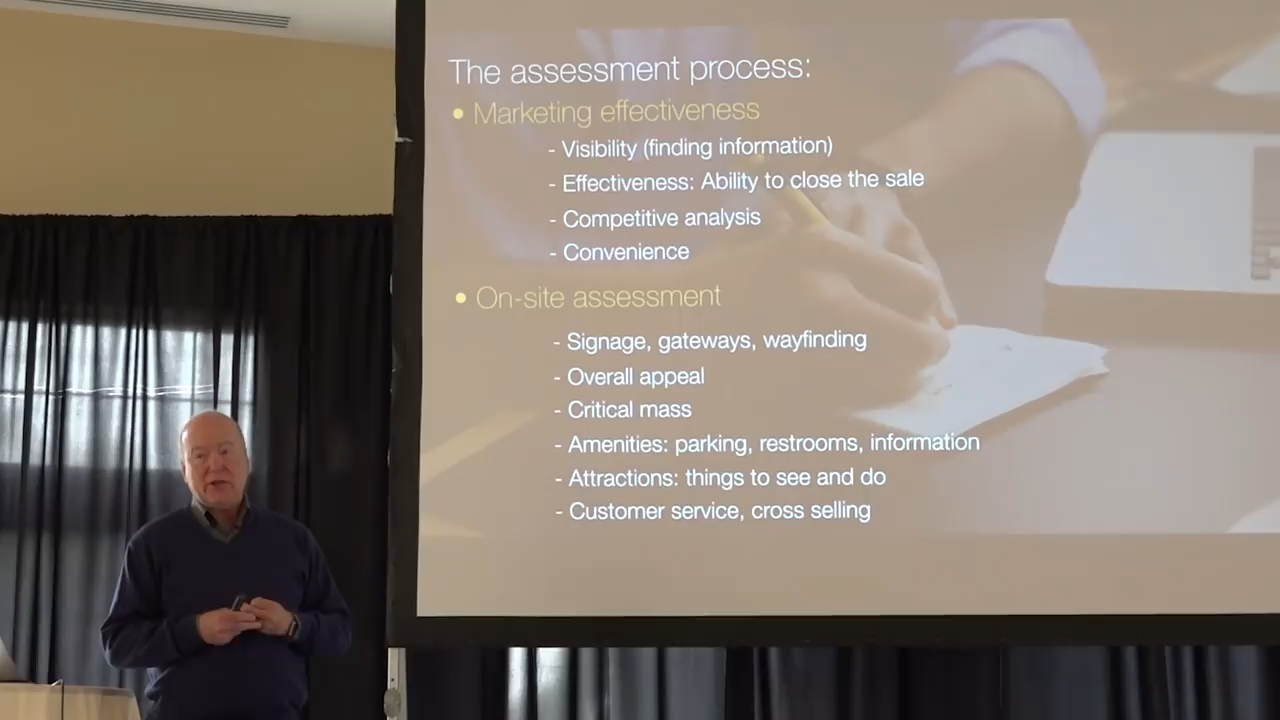 The assessment process:
• Marketing effectiveness
- Visibility (finding information)
- Effectiveness: Ability to close the sale
- Competitive analysis
- Convenience
• On-site assessment
- Signage, gateways, wayfinding
- Overall appeal
- Critical mass
- Amenities: parking, restrooms, information
- Attractions: things to see and do
- Customer service, cross selling